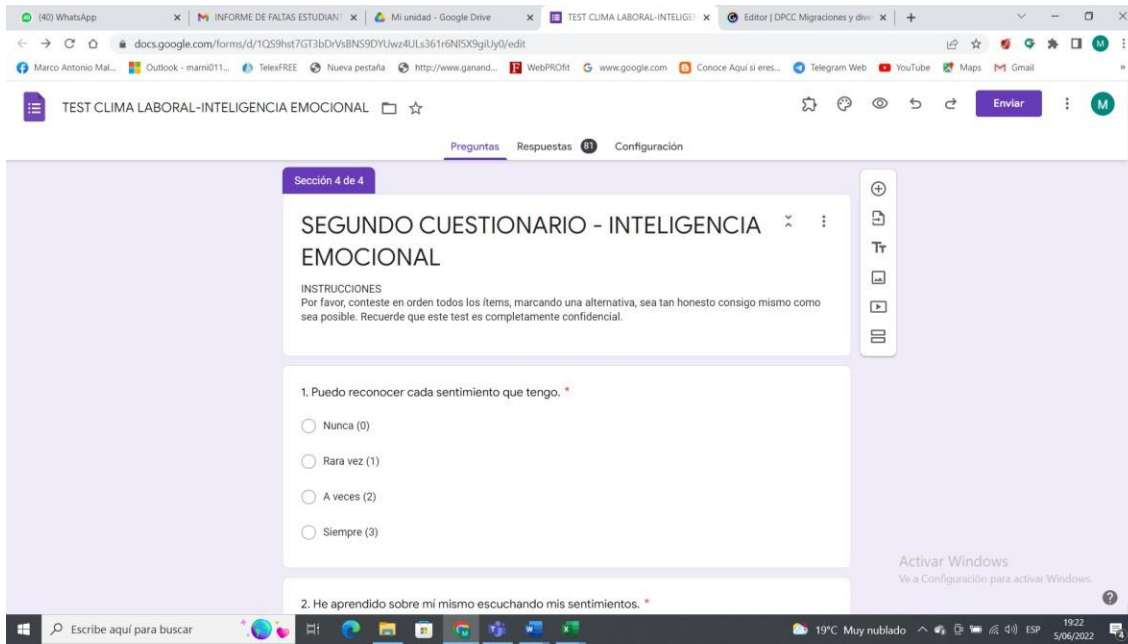 (40) WhatsApp
INFORME DE FALTAS ESTUDIANT
Mi unidad - Google Drive
TEST CLIMA LABORAL-INTELIGEN
Editor | DPCC Migraciones y dive
docs.google.com/forms/d/1QS9hst7GT3bDrVsBNS9DYUwz4ULs361r6Nl5X9giUy0/edit
Marco Antonio Mal...
Outlook - marni011...
TelexFREE
Nueva pestaña
http://www.ganand...
WebPROfit
www.google.com
Conoce Aquí si eres...
Telegram Web
YouTube
Maps
Gmail
TEST CLIMA LABORAL-INTELIGENCIA EMOCIONAL
Enviar
M
Preguntas Respuestas 81 Configuración
Sección 4 de 4
SEGUNDO CUESTIONARIO - INTELIGENCIA
EMOCIONAL
INSTRUCCIONES
Por favor, conteste en orden todos los ítems, marcando una alternativa, sea tan honesto consigo mismo como
sea posible. Recuerde que este test es completamente confidencial.
1. Puedo reconocer cada sentimiento que tengo. *
Nunca (0)
Rara vez (1)
A veces (2)
Siempre (3)
2. He aprendido sobre mí mismo escuchando mis sentimientos. *
Activar Windows
Ve a Configuración para activar Windows.
Escribe aquí para buscar
19°C Muy nublado
ESP
19:22
5/06/2022